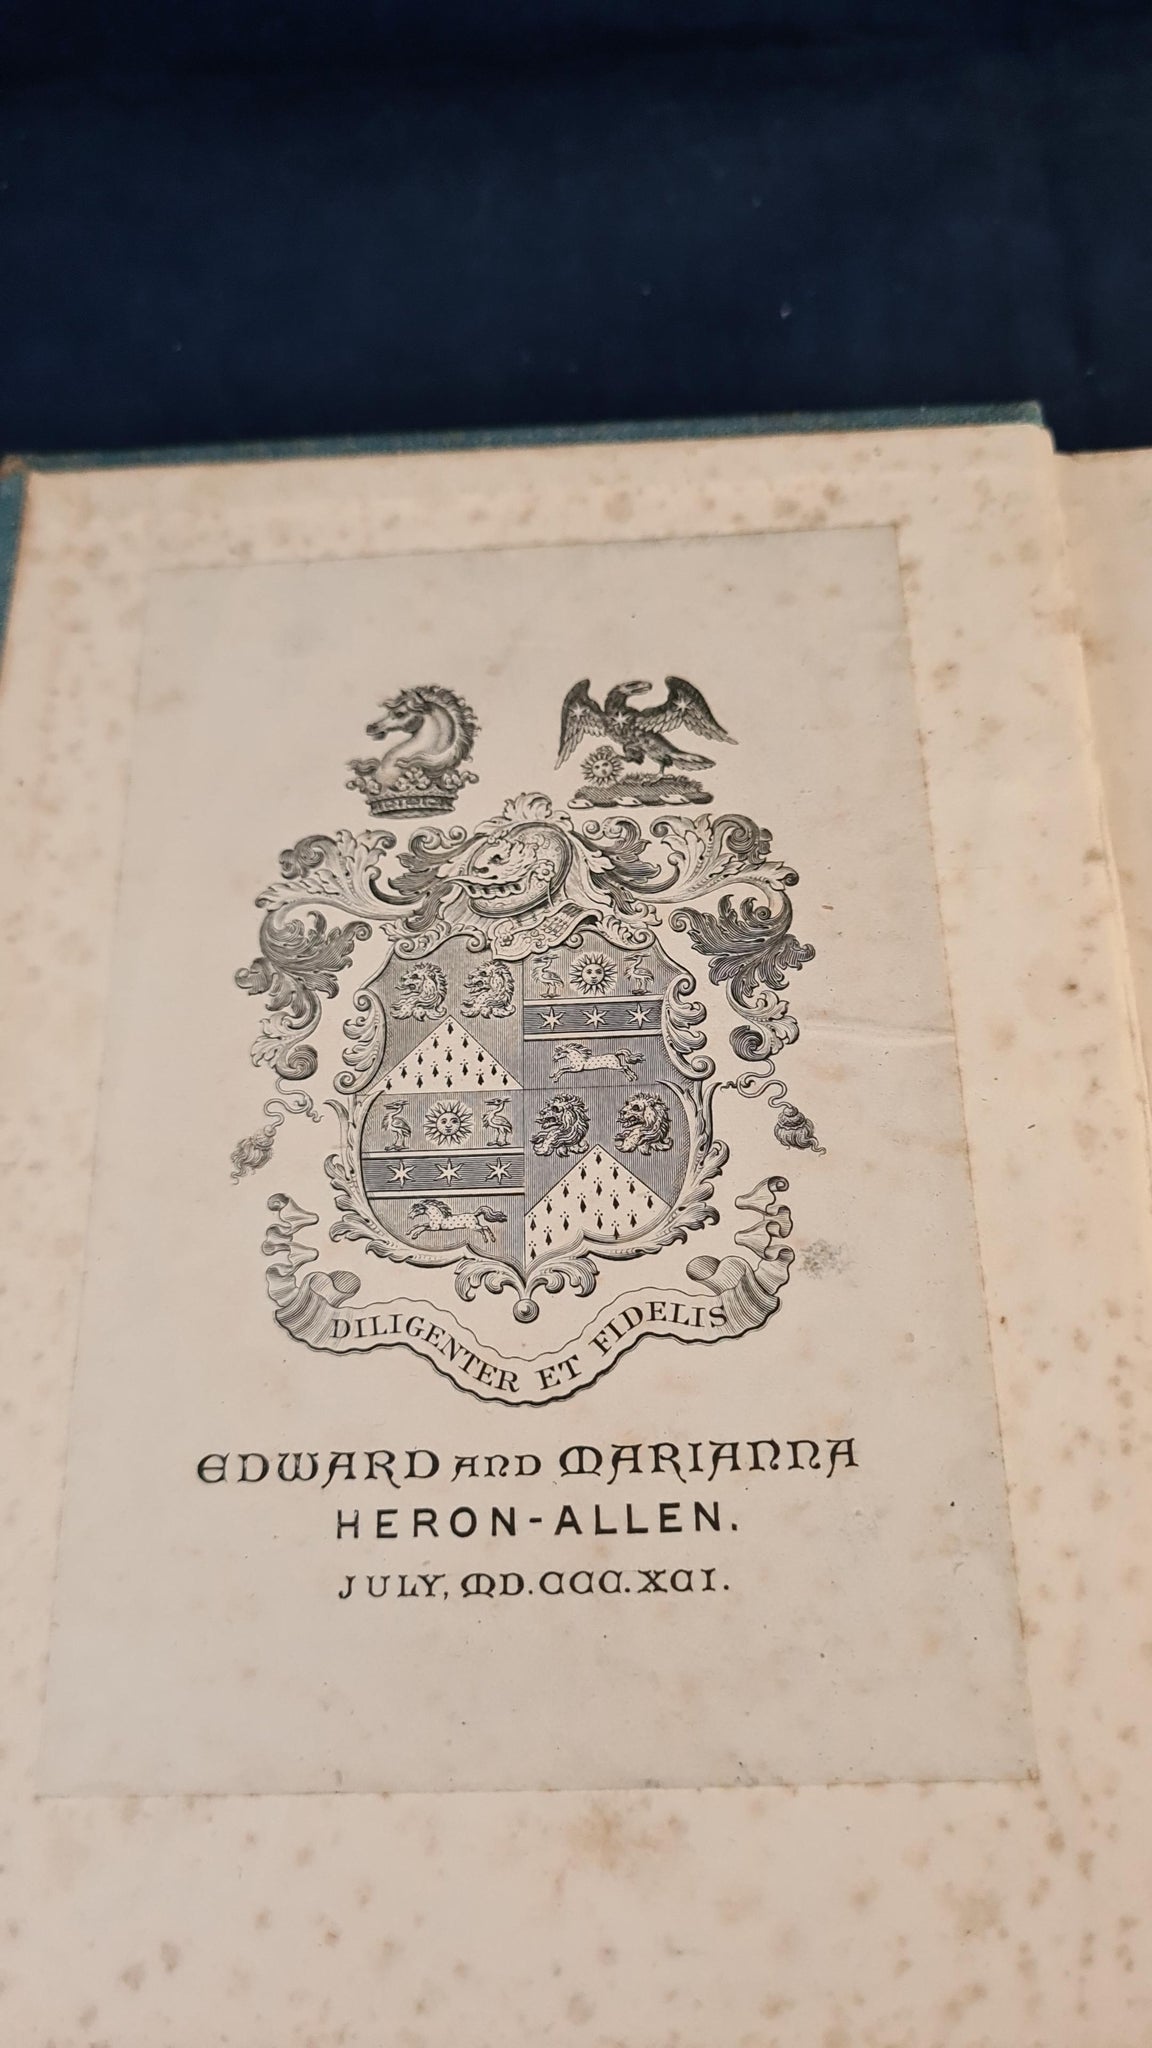 DILIGENTER ET FIDELIS
EDWARD AND MARIANNA
HERON-ALLEN.
JULY, MD.CCC.XCI.